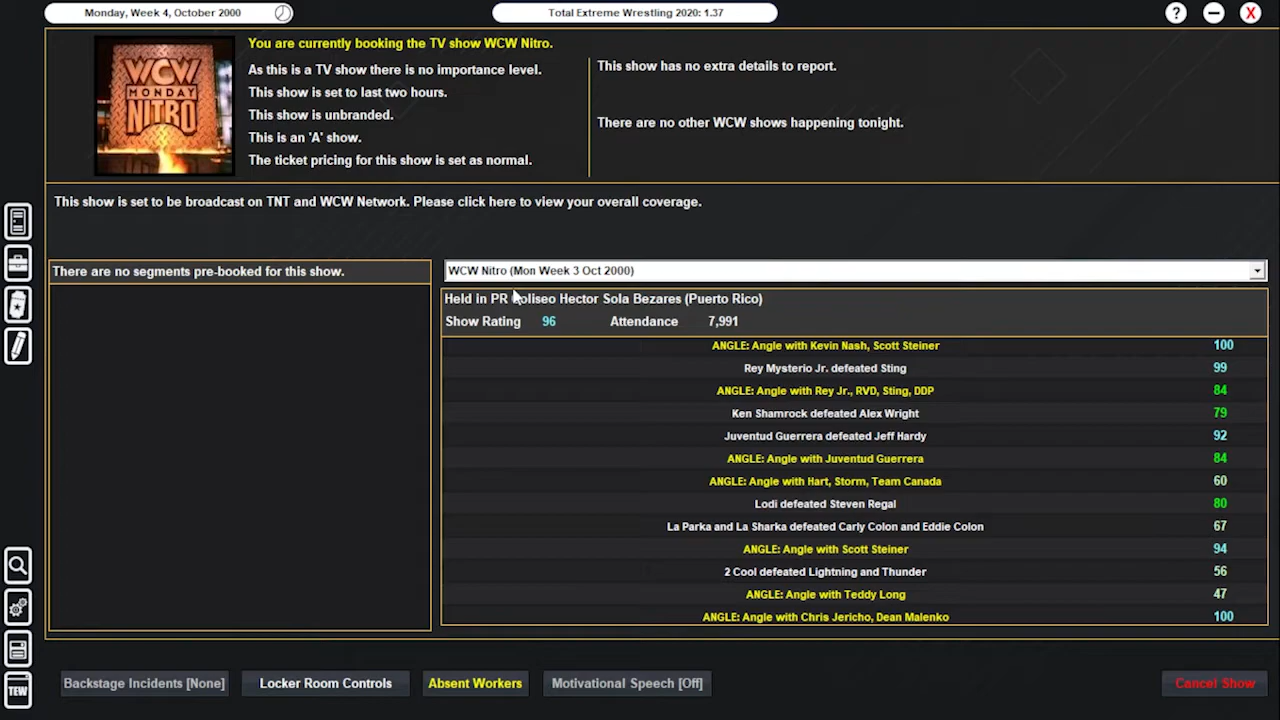 Monday, Week 4, October 2000
Total Extreme Wrestling 2020: 1.37
?
X
WCW
MONDAY
NITRO
You are currently booking the TV show WCW Nitro.
As this is a TV show there is no importance level.
This show is set to last two hours.
This show is unbranded.
This is an 'A' show.
The ticket pricing for this show is set as normal.
This show has no extra details to report.
There are no other WCW shows happening tonight.
This show is set to be broadcast on TNT and WCW Network. Please click here to view your overall coverage.
There are no segments pre-booked for this show.
WCW Nitro (Mon Week 3 Oct 2000)
Held in PR Coliseo Hector Sola Bezares (Puerto Rico)
Show Rating 96 Attendance 7,991
ANGLE: Angle with Kevin Nash, Scott Steiner 100
Rey Mysterio Jr. defeated Sting 99
ANGLE: Angle with Rey Jr., RVD, Sting, DDP 84
Ken Shamrock defeated Alex Wright 79
Juventud Guerrera defeated Jeff Hardy 92
ANGLE: Angle with Juventud Guerrera 84
ANGLE: Angle with Hart, Storm, Team Canada 60
Lodi defeated Steven Regal 80
La Parka and La Sharka defeated Carly Colon and Eddie Colon 67
ANGLE: Angle with Scott Steiner 94
2 Cool defeated Lightning and Thunder 56
ANGLE: Angle with Teddy Long 47
ANGLE: Angle with Chris Jericho, Dean Malenko 100
TEW
Backstage Incidents [None]
Locker Room Controls
Absent Workers
Motivational Speech [Off]
Cancel Show